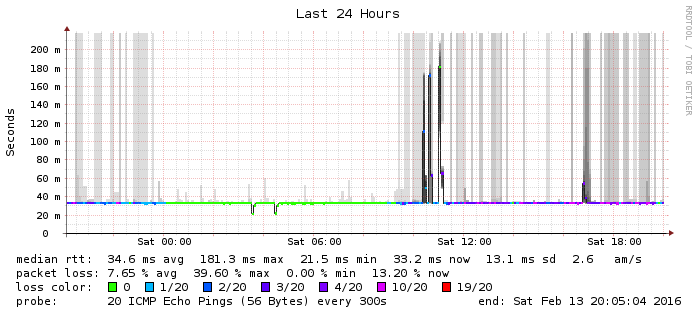 Last 24 Hours
RRDTOOL / TOBI OETIKER
Seconds
200 m
180 m
160 m
140 m
120 m
100 m
80 m
60 m
40 m
20 m
0
Sat 00:00 Sat 06:00 Sat 12:00 Sat 18:00
median rtt: 34.6 ms avg 181.3 ms max 21.5 ms min 33.2 ms now 13.1 ms sd 2.6 am/s
packet loss: 7.65 % avg 39.60 % max 0.00 % min 13.20 % now
loss color: 0 1/20 2/20 3/20 4/20 10/20 19/20
probe: 20 ICMP Echo Pings (56 Bytes) every 300s end: Sat Feb 13 20:05:04 2016